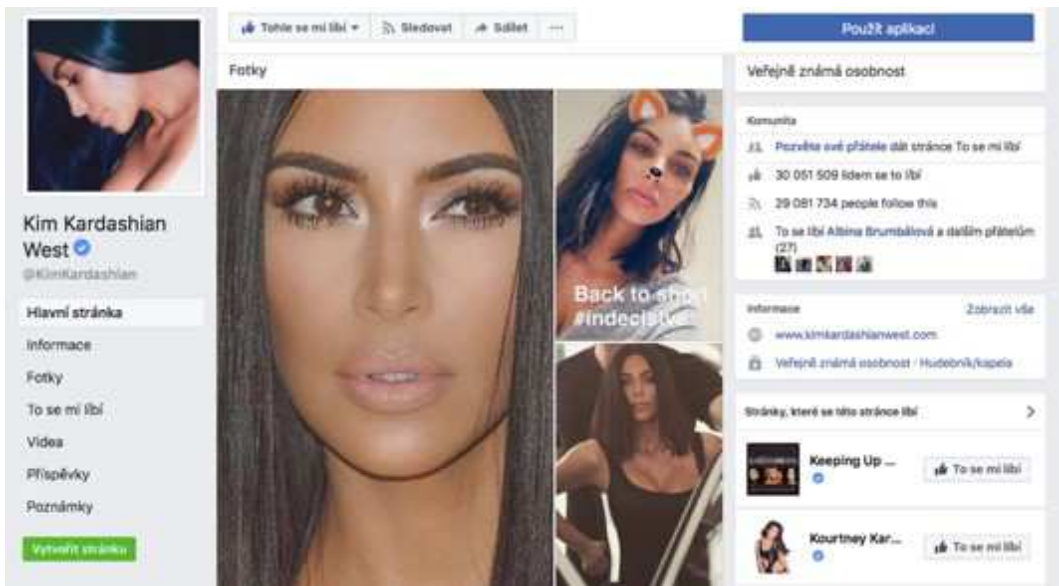 Kim Kardashian
West
@KimKardashian
Hlavní stránka
Informace
Fotky
To se mi líbí
Videa
Příspěvky
Poznámky
Vytvořit stránku
Tohle se mi líbí
Sledovat
Sdílet
Fotky
Back to short
#indecisive
Použít aplikaci
Veřejně známá osobnost
Komunita
Pozvěte své přátele dát stránce To se mi líbí
30 051 509 lidem se to líbí
29 081 734 people follow this
To se líbí Albina Brumbálová a dalším přátelům
(27)
Informace Zobrazit vše
www.kimkardashianwest.com
Veřejně známá osobnost · Hudebník/kapela
Stránky, které se této stránce líbí
Keeping Up ...
To se mi líbí
Kourtney Kar...
To se mi líbí